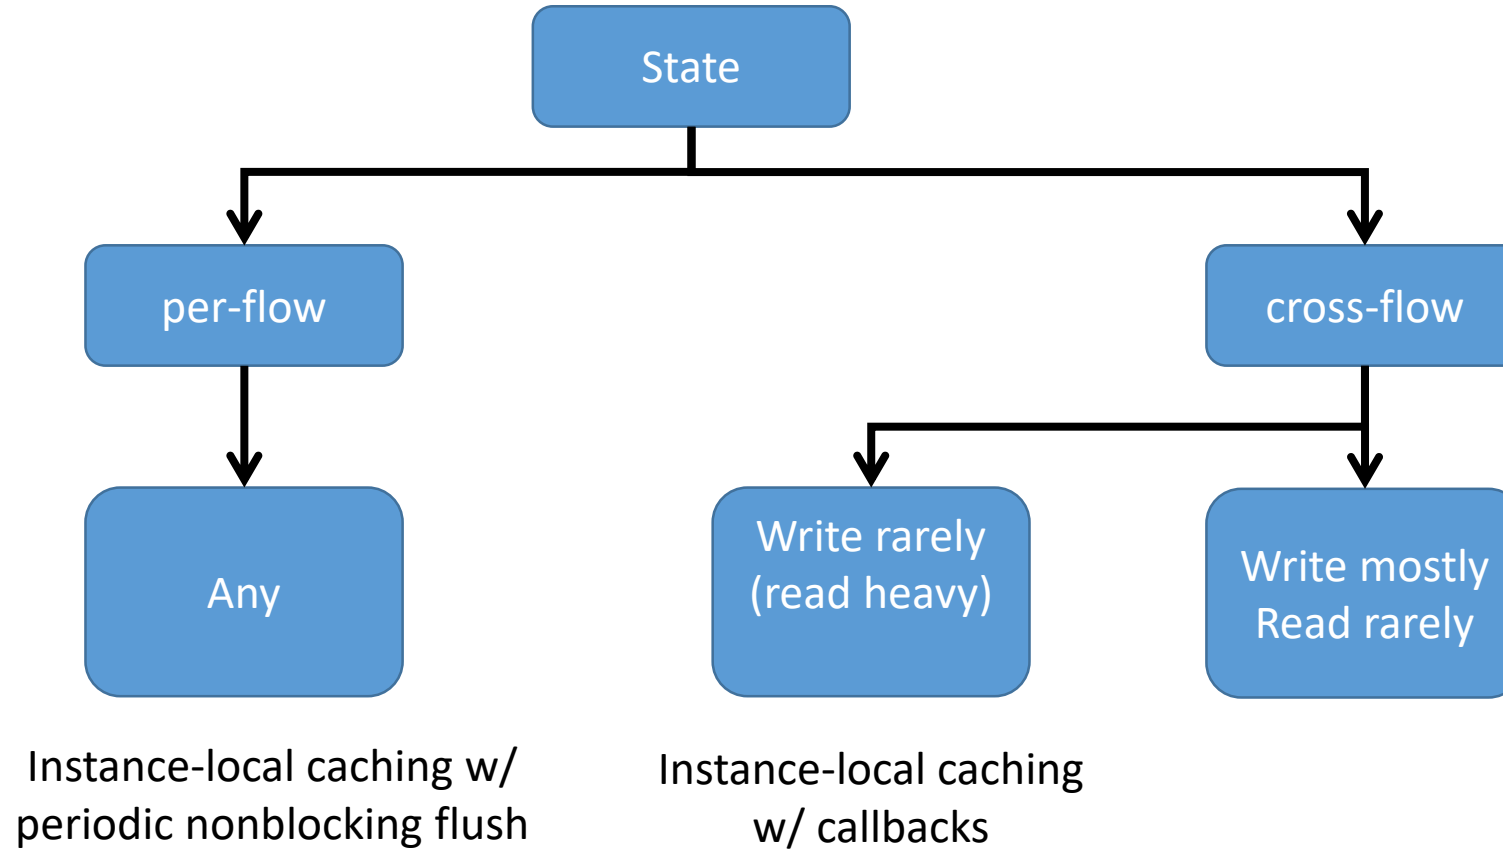 State
per-flow
cross-flow
Any
Write rarely
(read heavy)
Write mostly
Read rarely
Instance-local caching w/
periodic nonblocking flush
Instance-local caching
w/ callbacks